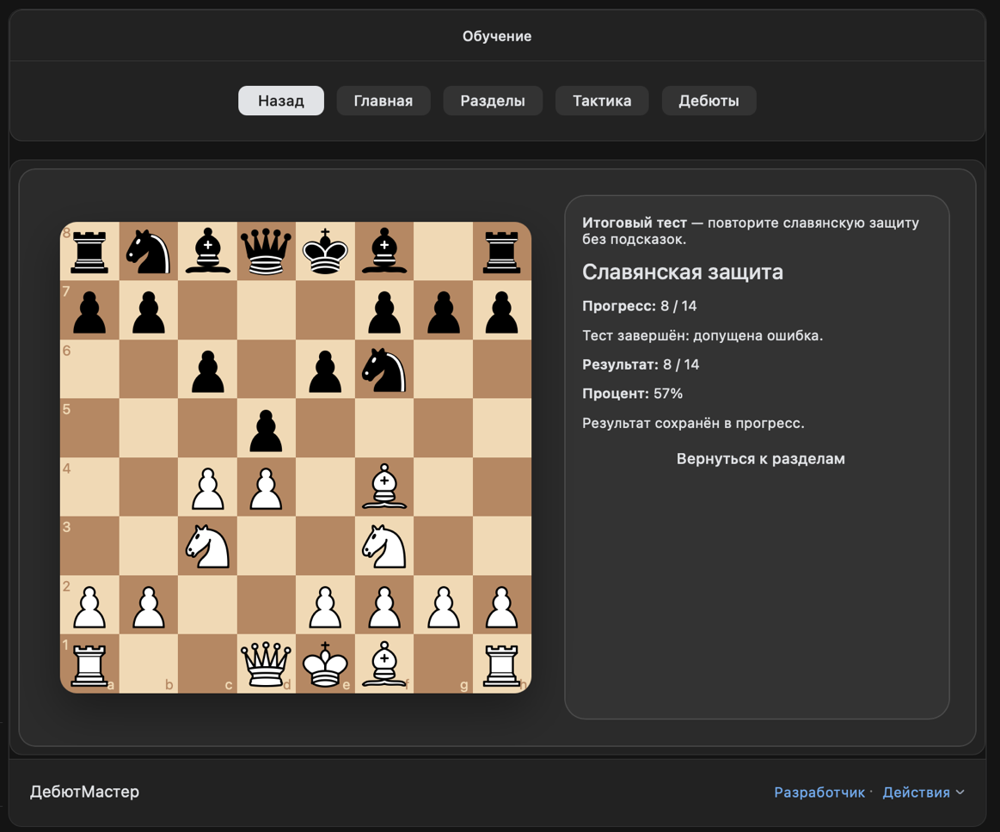 Обучение
Назад
Главная
Разделы
Тактика
Дебюты
8
7
6
5
4
3
2
1
a
b
c
d
e
f
g
h
Итоговый тест — повторите славянскую защиту
без подсказок.
Славянская защита
Прогресс: 8 / 14
Тест завершён: допущена ошибка.
Результат: 8 / 14
Процент: 57%
Результат сохранён в прогресс.
Вернуться к разделам
ДебютМастер
Разработчик · Действия